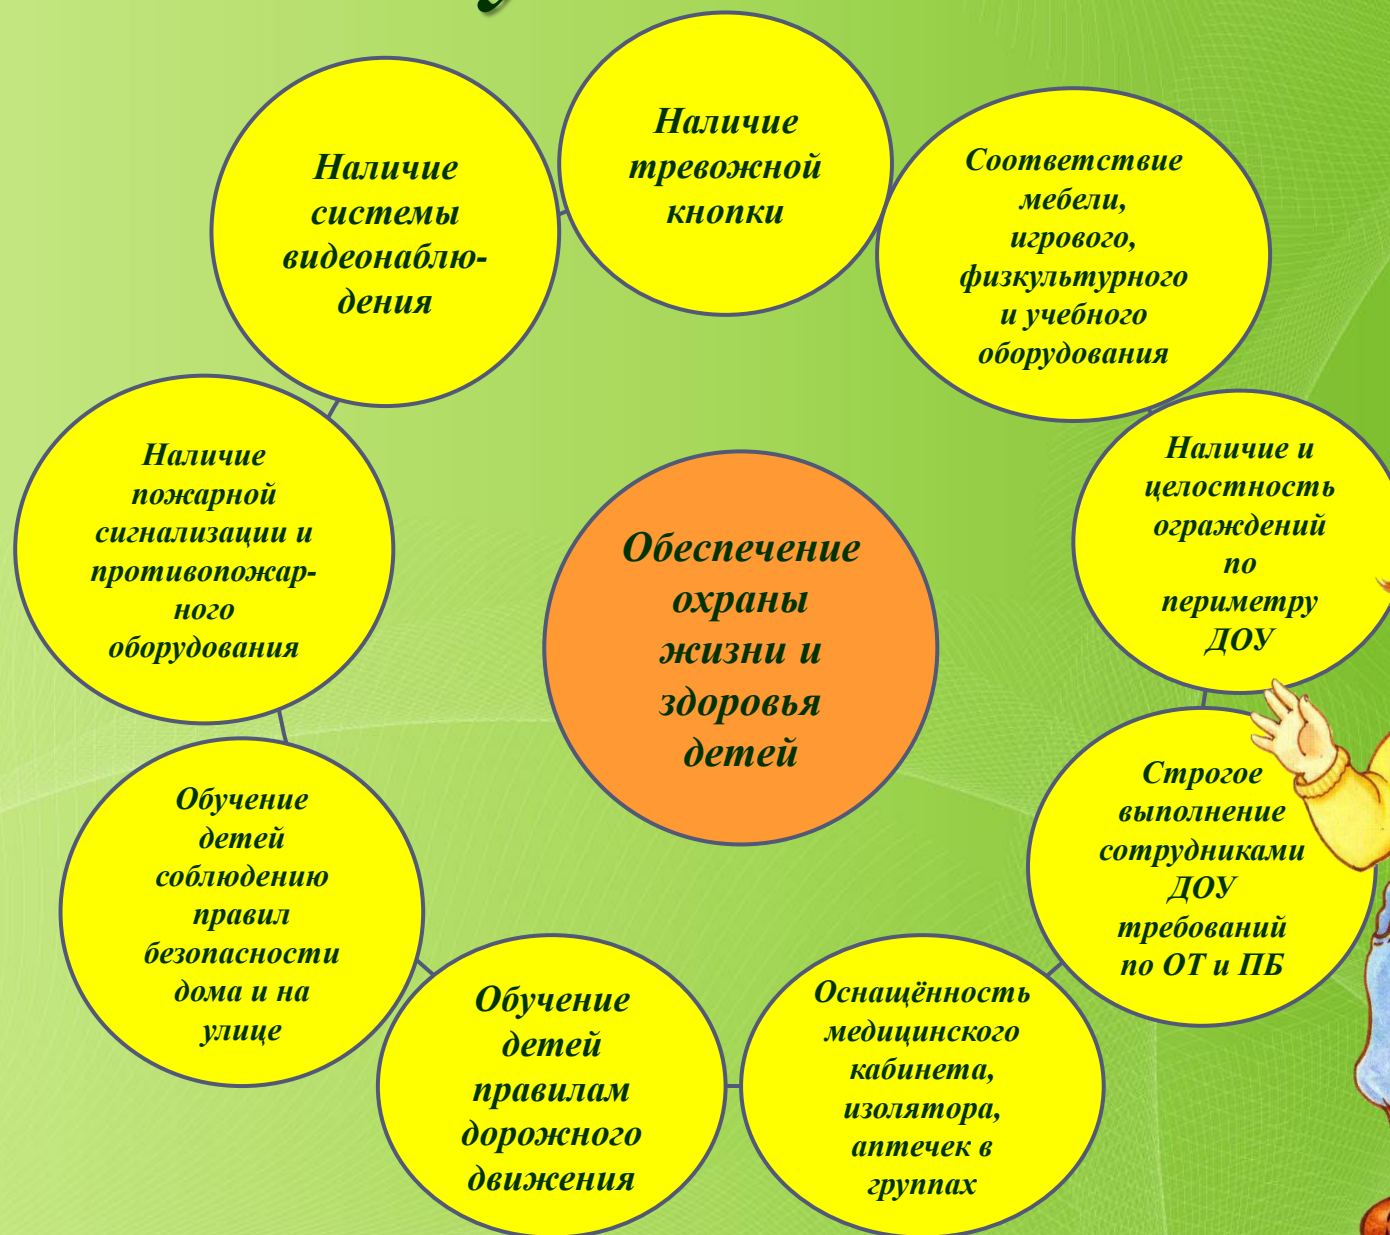 Наличие
тревожной
кнопки
Соответствие
мебели,
игрового,
физкультурного
и учебного
оборудования
Наличие и
целостность
ограждений
по
периметру
ДОУ
Строгое
выполнение
сотрудниками
ДОУ
требований
по ОТ и ПБ
Оснащённость
медицинского
кабинета,
изолятора,
аптечек в
группах
Обучение
детей
правилам
дорожного
движения
Обучение
детей
соблюдению
правил
безопасности
дома и на
улице
Наличие
пожарной
сигнализации и
противопожар-
ного
оборудования
Наличие
системы
видеонаблю-
дения
Обеспечение
охраны
жизни и
здоровья
детей